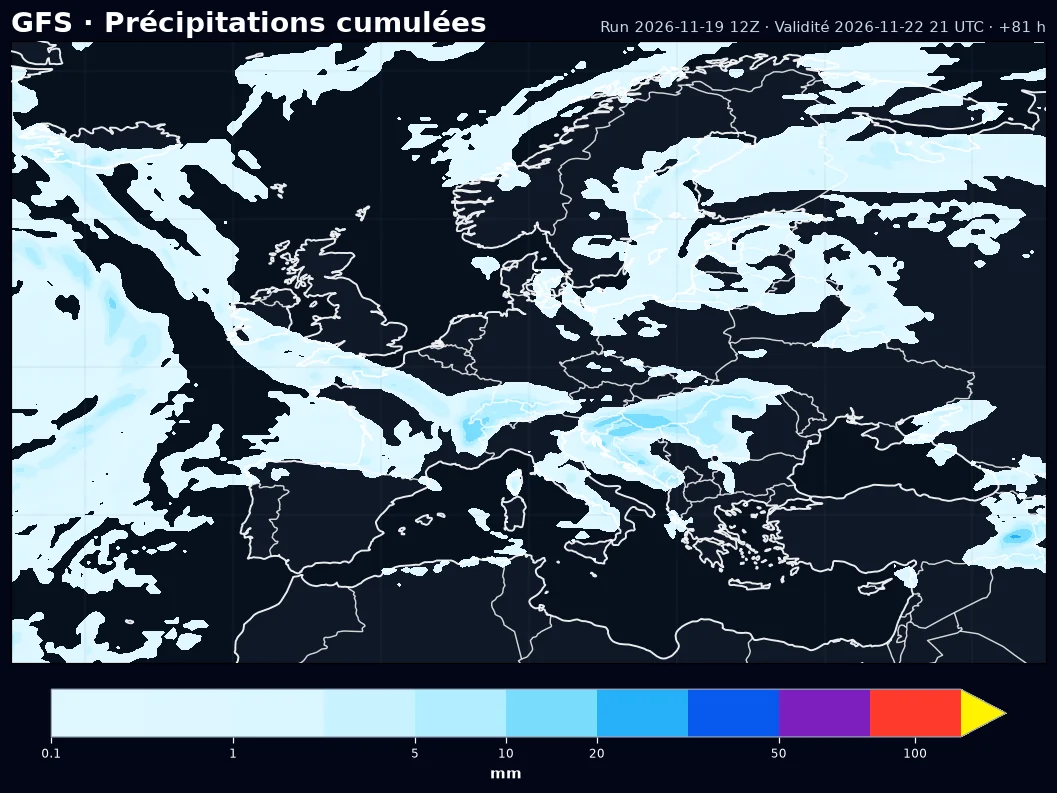 GFS · Précipitations cumulées
Run 2026-11-19 12Z · Validité 2026-11-22 21 UTC · +81 h
0.1 1 5 10 20 50 100
mm